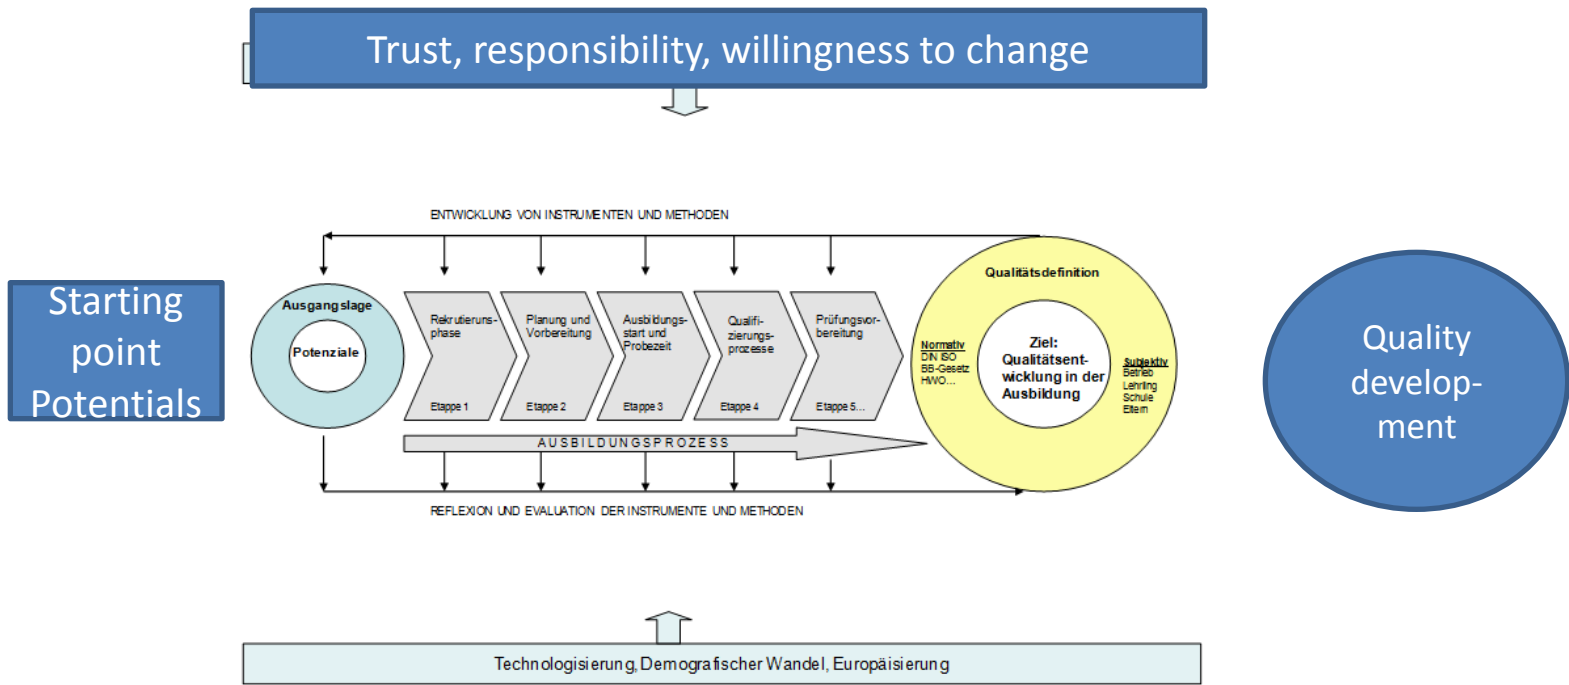 Trust, responsibility, willingness to change
ENTWICKLUNG VON INSTRUMENTEN UND METHODEN
Starting
point
Potentials
Ausgangslage
Potenziale
Rekrutieruns-
phase
Etappe 1
Planung und
Vorbereitung
Etappe 2
Ausbildungs-
start und
Probezeit
Etappe 3
Qualifi-
zierungs-
prozesse
Etappe 4
Prüfungsvor-
bereitung
Etappe 5...
AUSBILDUNGSPROZESS
Qualitätsdefinition
Normativ
DIN ISO
BB-Gesetz
HWO...
Ziel:
Qualitätsent-
wicklung in der
Ausbildung
Subjektiv
Betrieb
Lehrling
Schule
Eltern
Quality
develop-
ment
REFLEXION UND EVALUATION DER INSTRUMENTE UND METHODEN
Technologisierung, Demografischer Wandel, Europäisierung